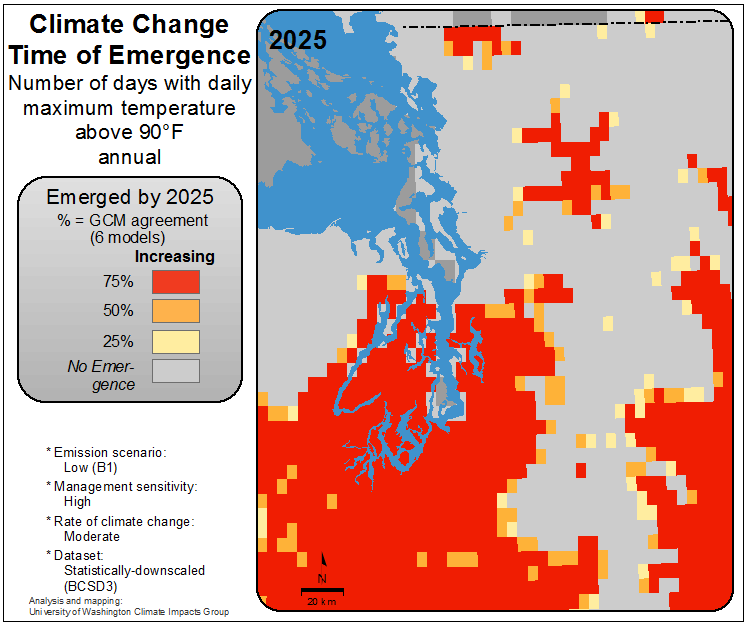 Climate Change
Time of Emergence
Number of days with daily
maximum temperature
above 90°F
annual
Emerged by 2025
% = GCM agreement
(6 models)
Increasing
75%
50%
25%
No Emer-
gence
* Emission scenario:
Low (B1)
* Management sensitivity:
High
* Rate of climate change:
Moderate
* Dataset:
Statistically-downscaled
(BCSD3)
Analysis and mapping:
University of Washington Climate Impacts Group
2025
N
20 km